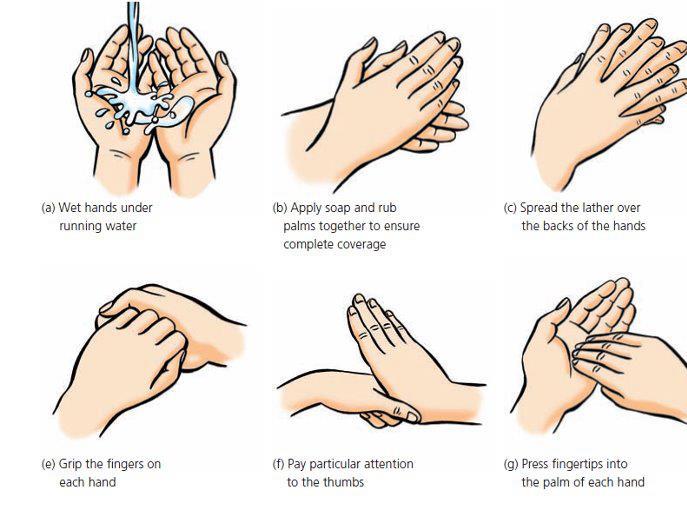 (a) Wet hands under
running water
(b) Apply soap and rub
palms together to ensure
complete coverage
(c) Spread the lather over
the backs of the hands
(e) Grip the fingers on
each hand
(f) Pay particular attention
to the thumbs
(g) Press fingertips into
the palm of each hand